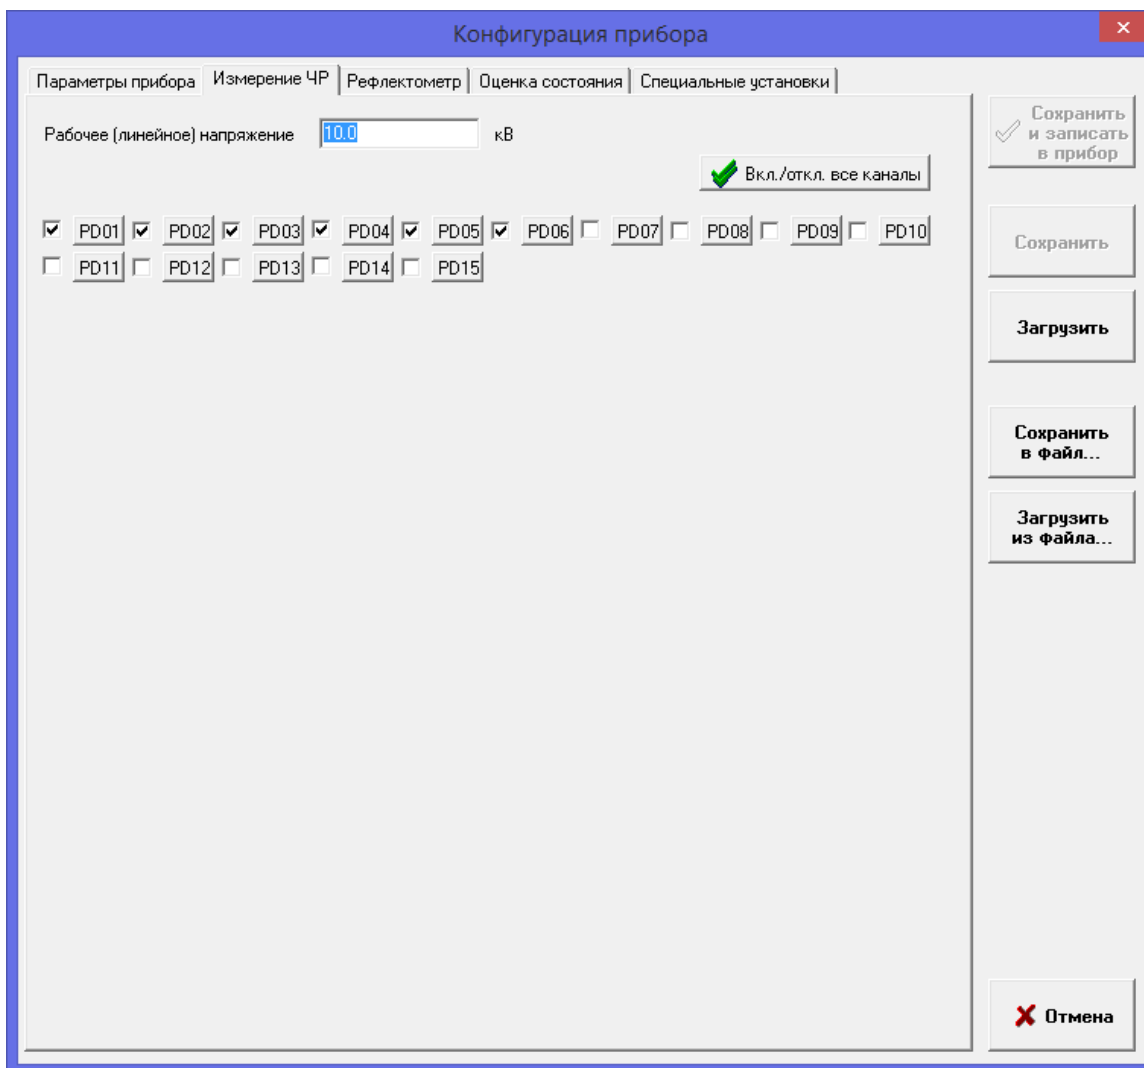 Конфигурация прибора
Параметры прибора Измерение ЧР Рефлектометр Оценка состояния Специальные установки
Рабочее (линейное) напряжение 10.0 кВ
Вкл./откл. все каналы
PD01 PD02 PD03 PD04 PD05 PD06 PD07 PD08 PD09 PD10
PD11 PD12 PD13 PD14 PD15
Сохранить
и записать
в прибор
Сохранить
Загрузить
Сохранить
в файл...
Загрузить
из файла...
Отмена